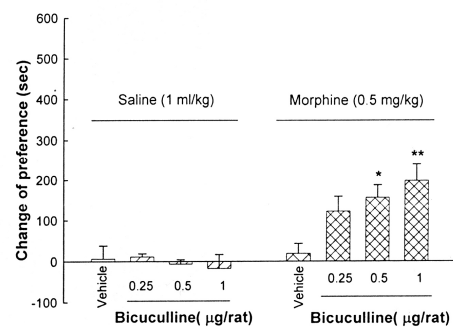 600
500
400
300
200
100
0
-100
Change of preference (sec)
Saline (1 ml/kg)
Morphine (0.5 mg/kg)
*
**
Vehicle
0.25
0.5
1
Vehicle
0.25
0.5
1
Bicuculline( μg/rat)
Bicuculline( μg/rat)